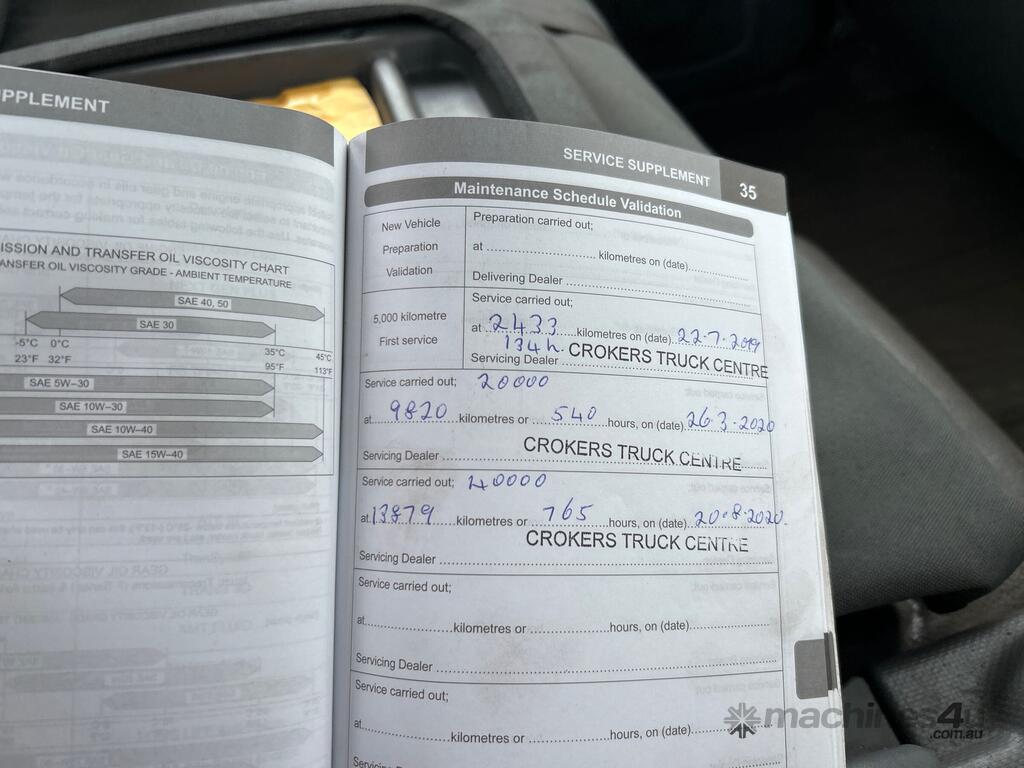 UPPLEMENT
ISSION AND TRANSFER OIL VISCOSITY CHART
ANSFER OIL VISCOSITY GRADE - AMBIENT TEMPERATURE
SAE 40, 50
SAE 30
-5°C 0°C 35°C 45°C
23°F 32°F 95°F 113°F
SAE 5W–30
SAE 10W–30
SAE 10W–40
SAE 15W–40
SERVICE SUPPLEMENT 35
Maintenance Schedule Validation
New Vehicle Preparation Validation
Preparation carried out;
at kilometres on (date)
Delivering Dealer
5,000 kilometre First service
Service carried out;
at 2433 kilometres on (date) 22-7-2019
134h. CROKERS TRUCK CENTRE
Servicing Dealer
Service carried out; 20000
at 9820 kilometres or 540 hours, on (date) 26.3.2020
CROKERS TRUCK CENTRE
Servicing Dealer
Service carried out; 40000
at 13879 kilometres or 765 hours, on (date) 20.8.2020
CROKERS TRUCK CENTRE
Servicing Dealer
Service carried out;
at kilometres or hours, on (date)
Servicing Dealer
Service carried out;
at kilometres or hours, on (date)
Servicing Dealer
machines4u
.com.au